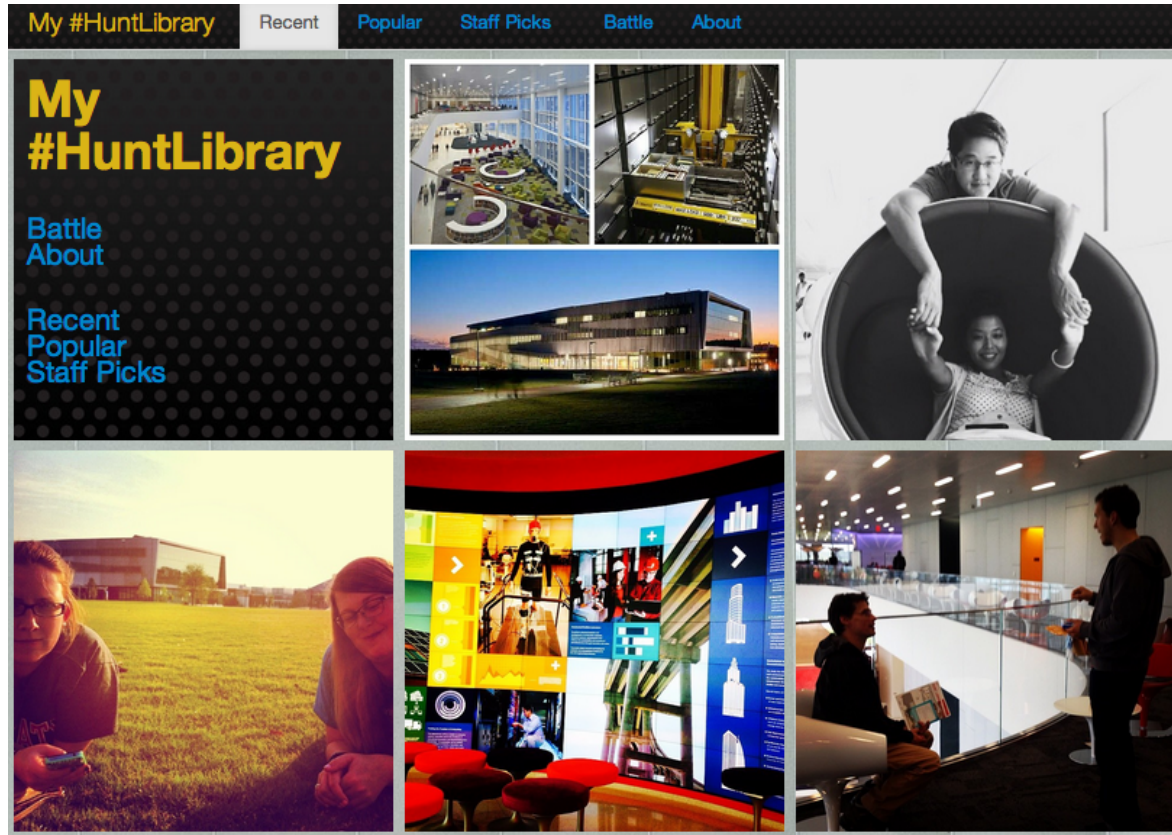 My #HuntLibrary Recent Popular Staff Picks Battle About
My
#HuntLibrary
Battle
About
Recent
Popular
Staff Picks